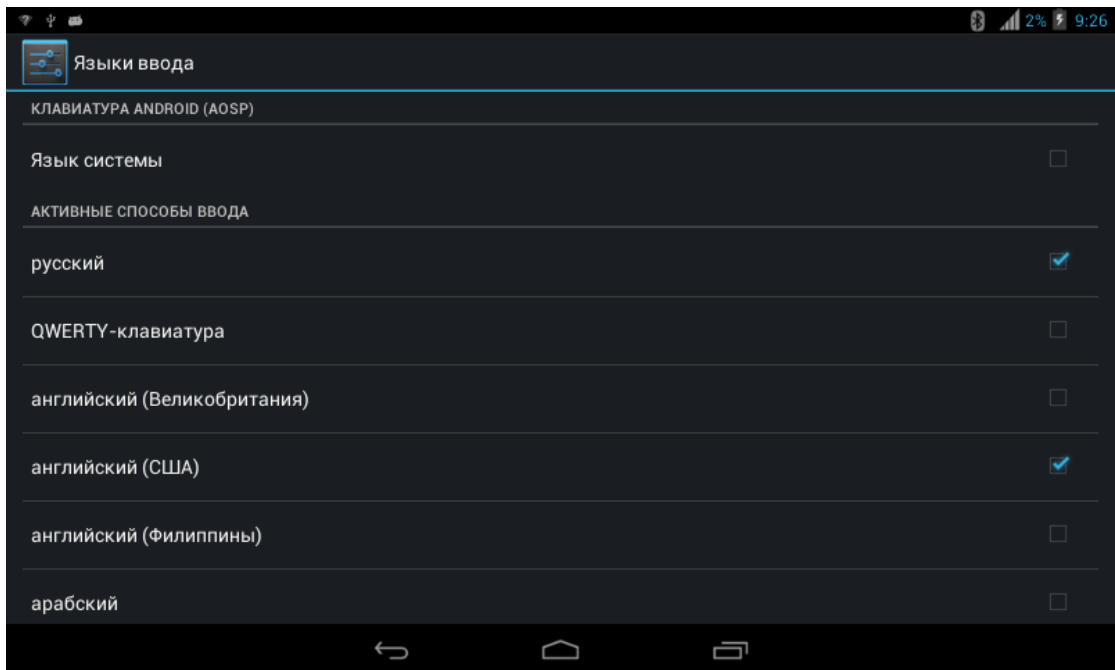 2% 9:26
Языки ввода
КЛАВИАТУРА ANDROID (AOSP)
Язык системы
АКТИВНЫЕ СПОСОБЫ ВВОДА
русский
QWERTY-клавиатура
английский (Великобритания)
английский (США)
английский (Филиппины)
арабский